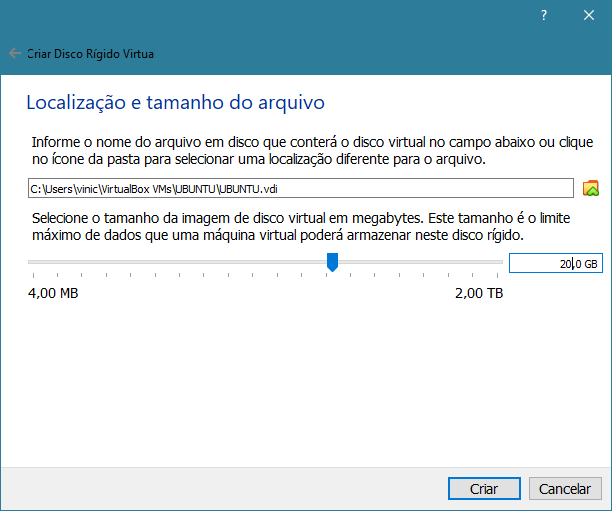 ?
Criar Disco Rígido Virtua
Localização e tamanho do arquivo
Informe o nome do arquivo em disco que conterá o disco virtual no campo abaixo ou clique
no ícone da pasta para selecionar uma localização diferente para o arquivo.
C:\Users\vinic\VirtualBox VMs\UBUNTU\UBUNTU.vdi
Selecione o tamanho da imagem de disco virtual em megabytes. Este tamanho é o limite
máximo de dados que uma máquina virtual poderá armazenar neste disco rígido.
20,0 GB
4,00 MB 2,00 TB
Criar Cancelar